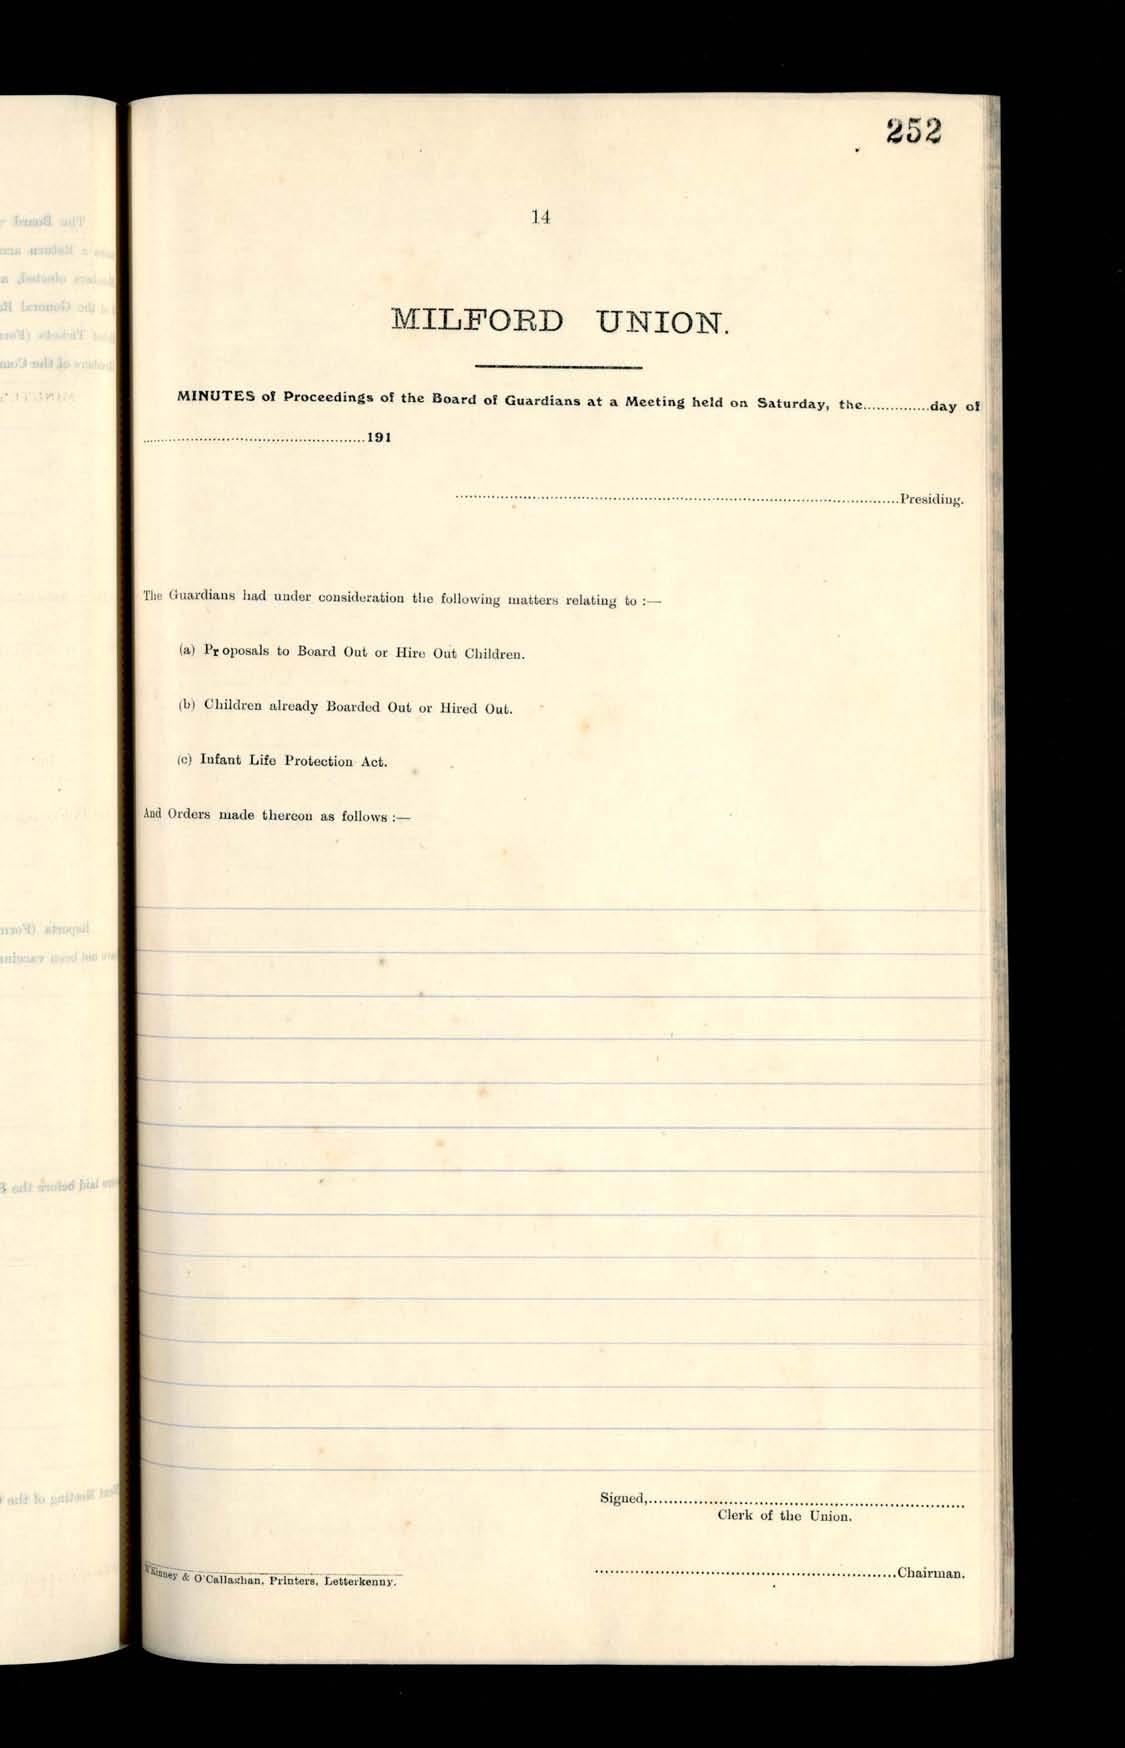 252
14
MILFORD UNION.
MINUTES of Proceedings of the Board of Guardians at a Meeting held on Saturday, the...............day of
..................................................191
....................................................................................................Presiding.
The Guardians had under consideration the following matters relating to :—
(a) Proposals to Board Out or Hire Out Children.
(b) Children already Boarded Out or Hired Out.
(c) Infant Life Protection Act.
And Orders made thereon as follows :—
Signed,......................................................................
Clerk of the Union.
M'Kinney & O'Callaghan, Printers, Letterkenny.
..................................................................Chairman.